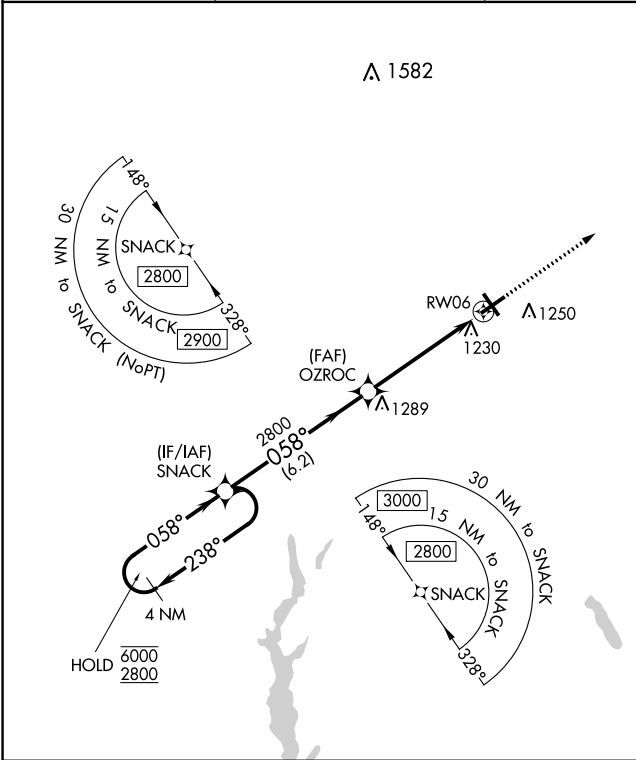 1582
148°
30 NM to SNACK (NoPT)
15 NM to SNACK
SNACK
2800
2900
328°
RW06
1250
1230
(FAF)
OZROC
1289
2800
058°
(6.2)
(IF/IAF)
SNACK
058°
238°
4 NM
HOLD 6000
2800
30 NM to SNACK
3000
148°
15 NM to SNACK
2800
SNACK
328°